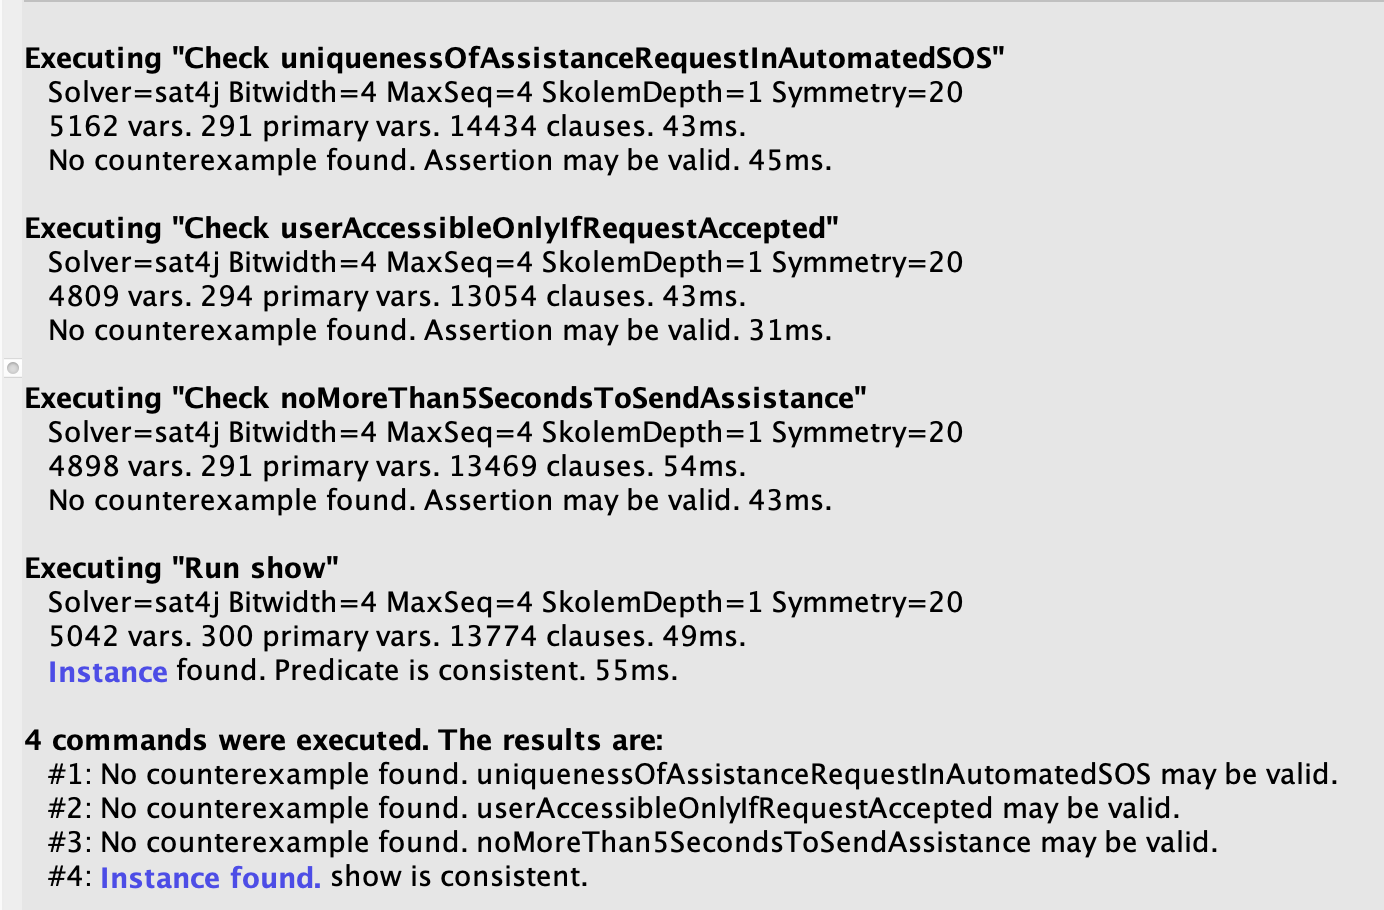 Executing "Check uniquenessOfAssistanceRequestInAutomatedSOS"
Solver=sat4j Bitwidth=4 MaxSeq=4 SkolemDepth=1 Symmetry=20
5162 vars. 291 primary vars. 14434 clauses. 43ms.
No counterexample found. Assertion may be valid. 45ms.
Executing "Check userAccessibleOnlyIfRequestAccepted"
Solver=sat4j Bitwidth=4 MaxSeq=4 SkolemDepth=1 Symmetry=20
4809 vars. 294 primary vars. 13054 clauses. 43ms.
No counterexample found. Assertion may be valid. 31ms.
Executing "Check noMoreThan5SecondsToSendAssistance"
Solver=sat4j Bitwidth=4 MaxSeq=4 SkolemDepth=1 Symmetry=20
4898 vars. 291 primary vars. 13469 clauses. 54ms.
No counterexample found. Assertion may be valid. 43ms.
Executing "Run show"
Solver=sat4j Bitwidth=4 MaxSeq=4 SkolemDepth=1 Symmetry=20
5042 vars. 300 primary vars. 13774 clauses. 49ms.
Instance found. Predicate is consistent. 55ms.
4 commands were executed. The results are:
#1: No counterexample found. uniquenessOfAssistanceRequestInAutomatedSOS may be valid.
#2: No counterexample found. userAccessibleOnlyIfRequestAccepted may be valid.
#3: No counterexample found. noMoreThan5SecondsToSendAssistance may be valid.
#4: Instance found. show is consistent.